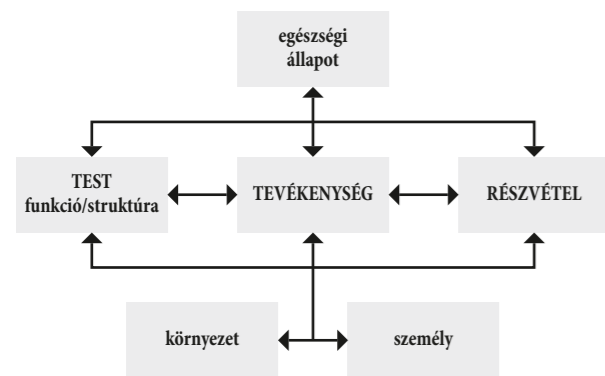 egészségi
állapot
TEST
funkció/struktúra
TEVÉKENYSÉG
RÉSZVÉTEL
környezet
személy